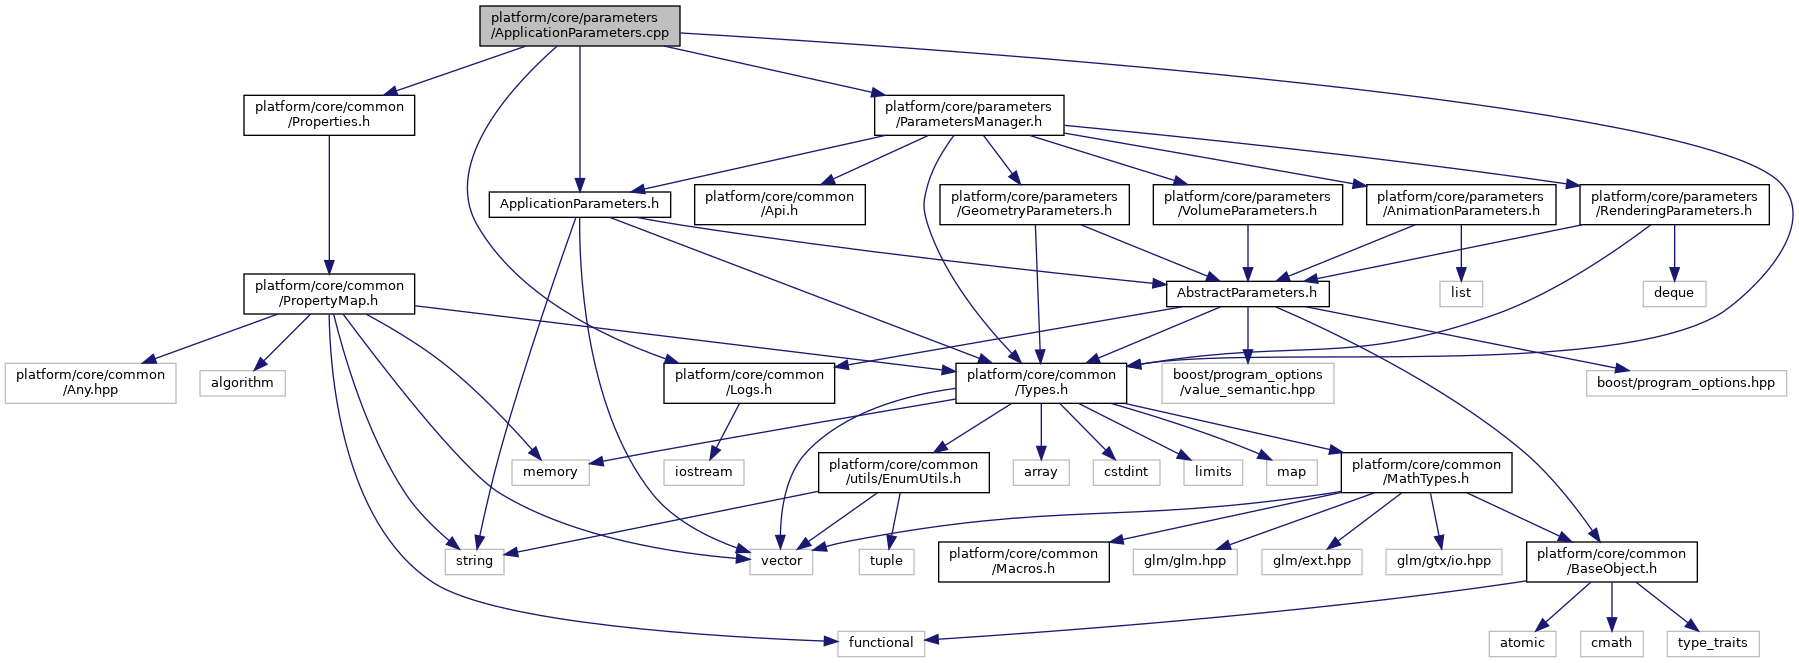 platform/core/parameters
/ApplicationParameters.cpp
platform/core/common
/Properties.h
platform/core/parameters
/ParametersManager.h
ApplicationParameters.h
platform/core/common
/Api.h
platform/core/parameters
/GeometryParameters.h
platform/core/parameters
/VolumeParameters.h
platform/core/parameters
/AnimationParameters.h
platform/core/parameters
/RenderingParameters.h
platform/core/common
/PropertyMap.h
AbstractParameters.h
list
deque
platform/core/common
/Any.hpp
algorithm
platform/core/common
/Logs.h
platform/core/common
/Types.h
boost/program_options
/value_semantic.hpp
boost/program_options.hpp
memory
iostream
platform/core/common
/utils/EnumUtils.h
array
cstdint
limits
map
platform/core/common
/MathTypes.h
string
vector
tuple
platform/core/common
/Macros.h
glm/glm.hpp
glm/ext.hpp
glm/gtx/io.hpp
platform/core/common
/BaseObject.h
functional
atomic
cmath
type_traits